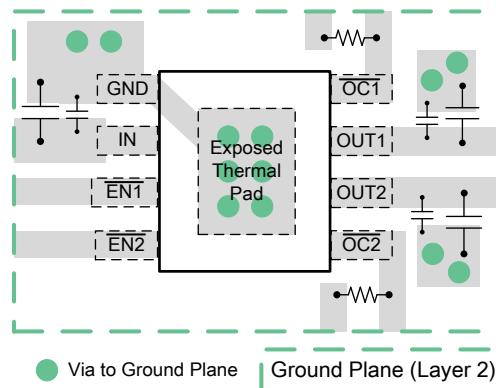 GND
OC1
IN
OUT1
Exposed
Thermal
Pad
EN1
OUT2
EN2
OC2
Via to Ground Plane
Ground Plane (Layer 2)